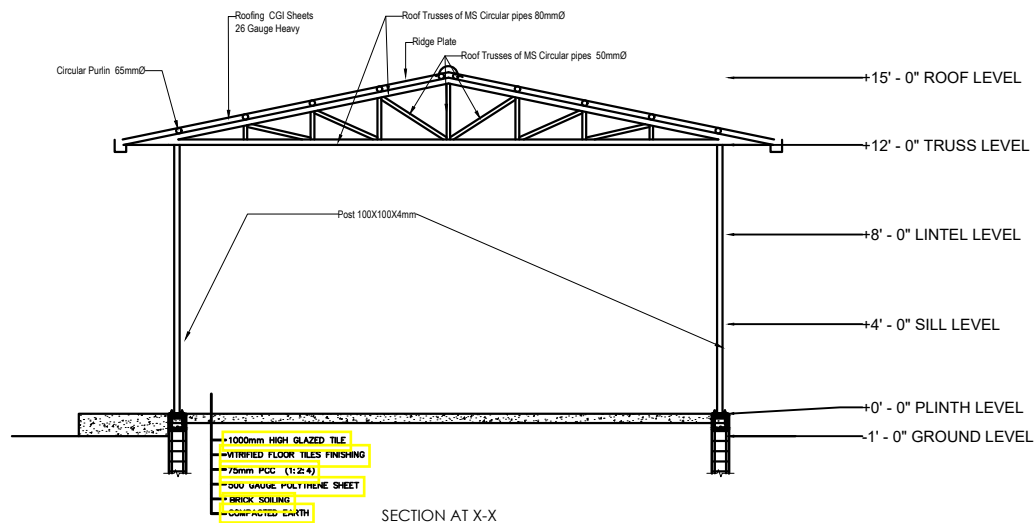 Roofing  CGI Sheets
26 Gauge Heavy
Roof Trusses of MS Circular pipes 80mmØ
Ridge Plate
Roof Trusses of MS Circular pipes  50mmØ
Circular Purlin  65mmØ
+15' - 0" ROOF LEVEL
+12' - 0" TRUSS LEVEL
Post 100X100X4mm
+8' - 0" LINTEL LEVEL
+4' - 0" SILL LEVEL
+0' - 0" PLINTH LEVEL
-1' - 0" GROUND LEVEL
1000mm HIGH GLAZED TILE
VITRIFIED FLOOR TILES FINISHING
75mm PCC  (1:2:4)
500 GAUGE POLYTHENE SHEET
BRICK SOILING
COMPACTED EARTH
SECTION AT X-X